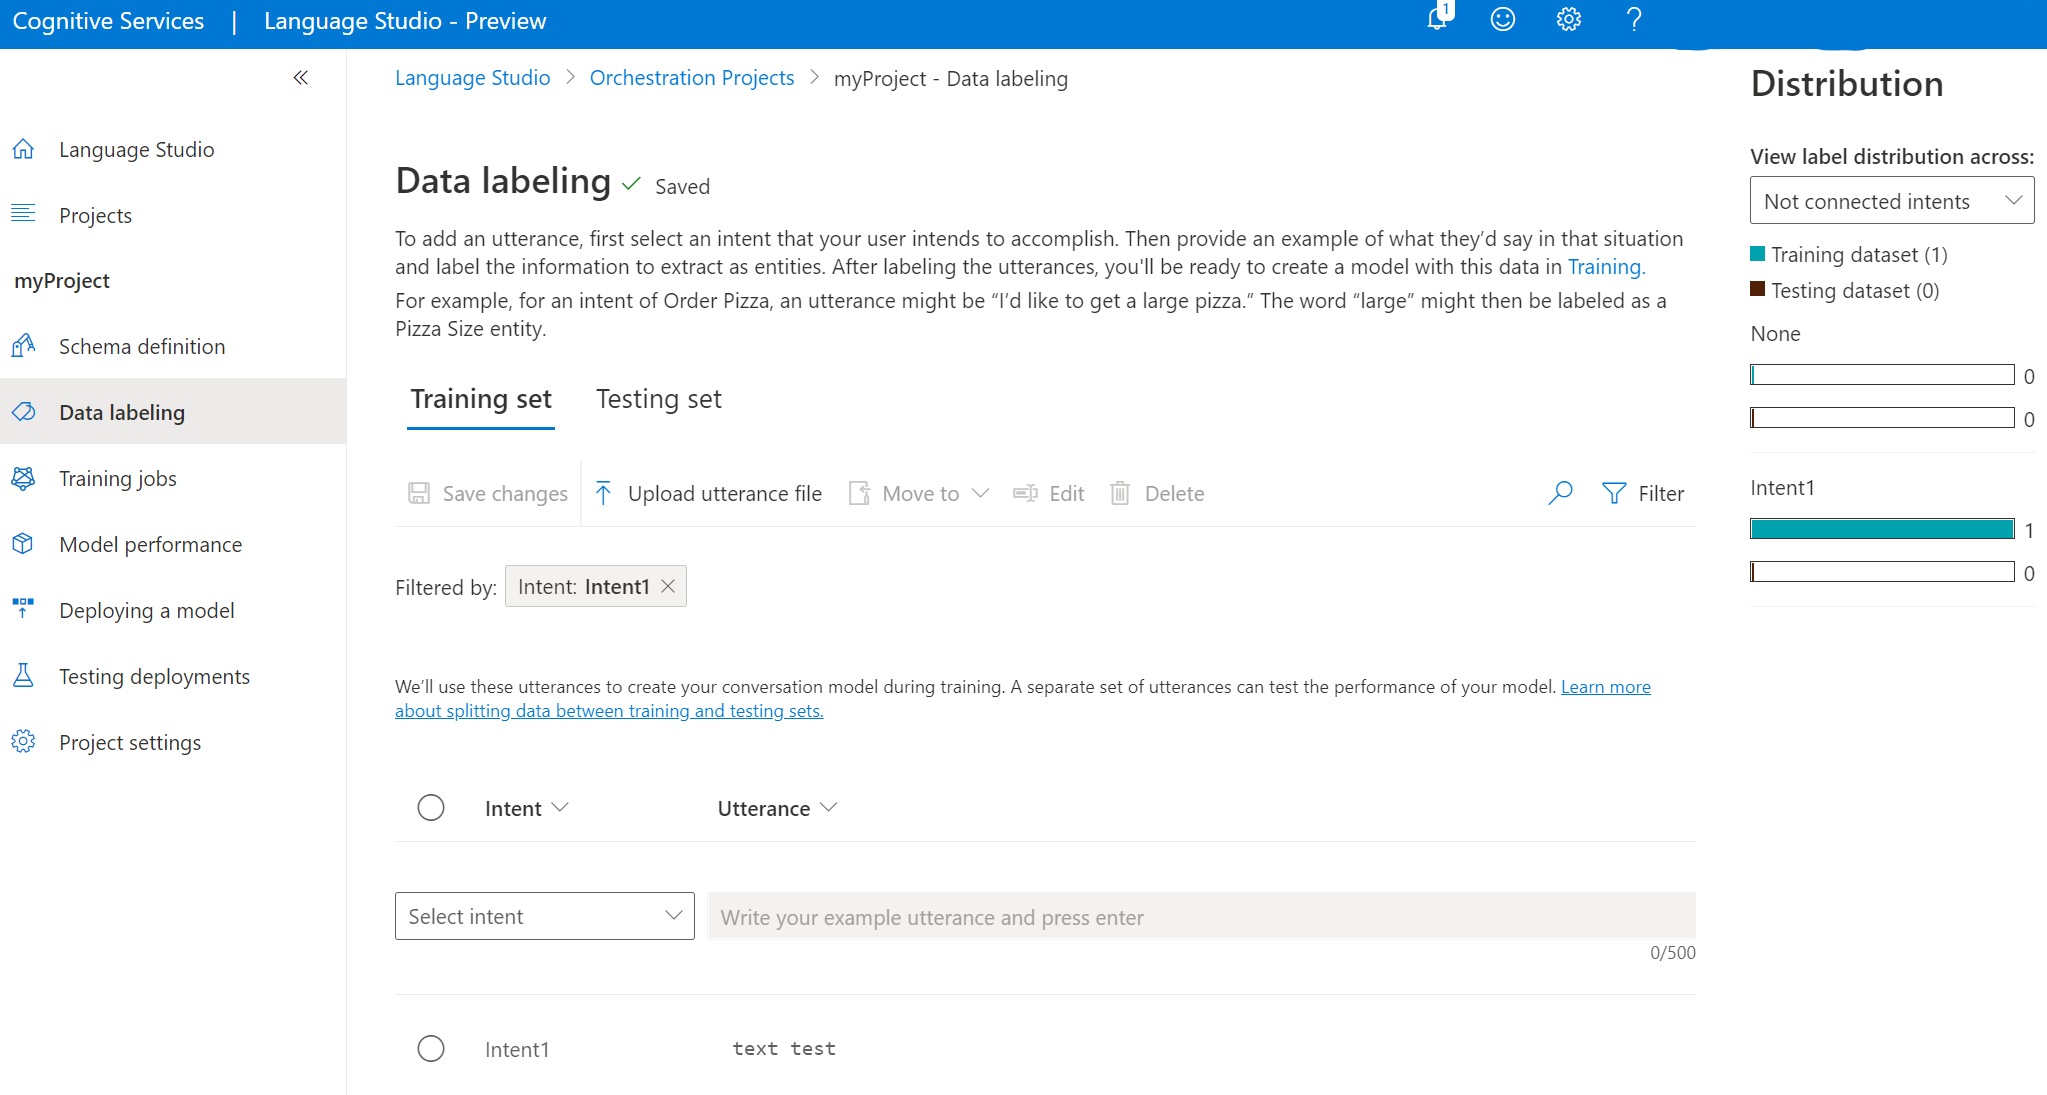 Cognitive Services | Language Studio - Preview
1
Language Studio > Orchestration Projects > myProject - Data labeling
Language Studio
Projects
myProject
Schema definition
Data labeling
Training jobs
Model performance
Deploying a model
Testing deployments
Project settings
Data labeling Saved
To add an utterance, first select an intent that your user intends to accomplish. Then provide an example of what they’d say in that situation
and label the information to extract as entities. After labeling the utterances, you'll be ready to create a model with this data in Training.
For example, for an intent of Order Pizza, an utterance might be “I’d like to get a large pizza.” The word “large” might then be labeled as a
Pizza Size entity.
Training set Testing set
Save changes Upload utterance file Move to Edit Delete Filter
Filtered by: Intent: Intent1
We’ll use these utterances to create your conversation model during training. A separate set of utterances can test the performance of your model. Learn more
about splitting data between training and testing sets.
Intent Utterance
Select intent Write your example utterance and press enter
0/500
Intent1 text test
Distribution
View label distribution across:
Not connected intents
Training dataset (1)
Testing dataset (0)
None
0
0
Intent1
1
0